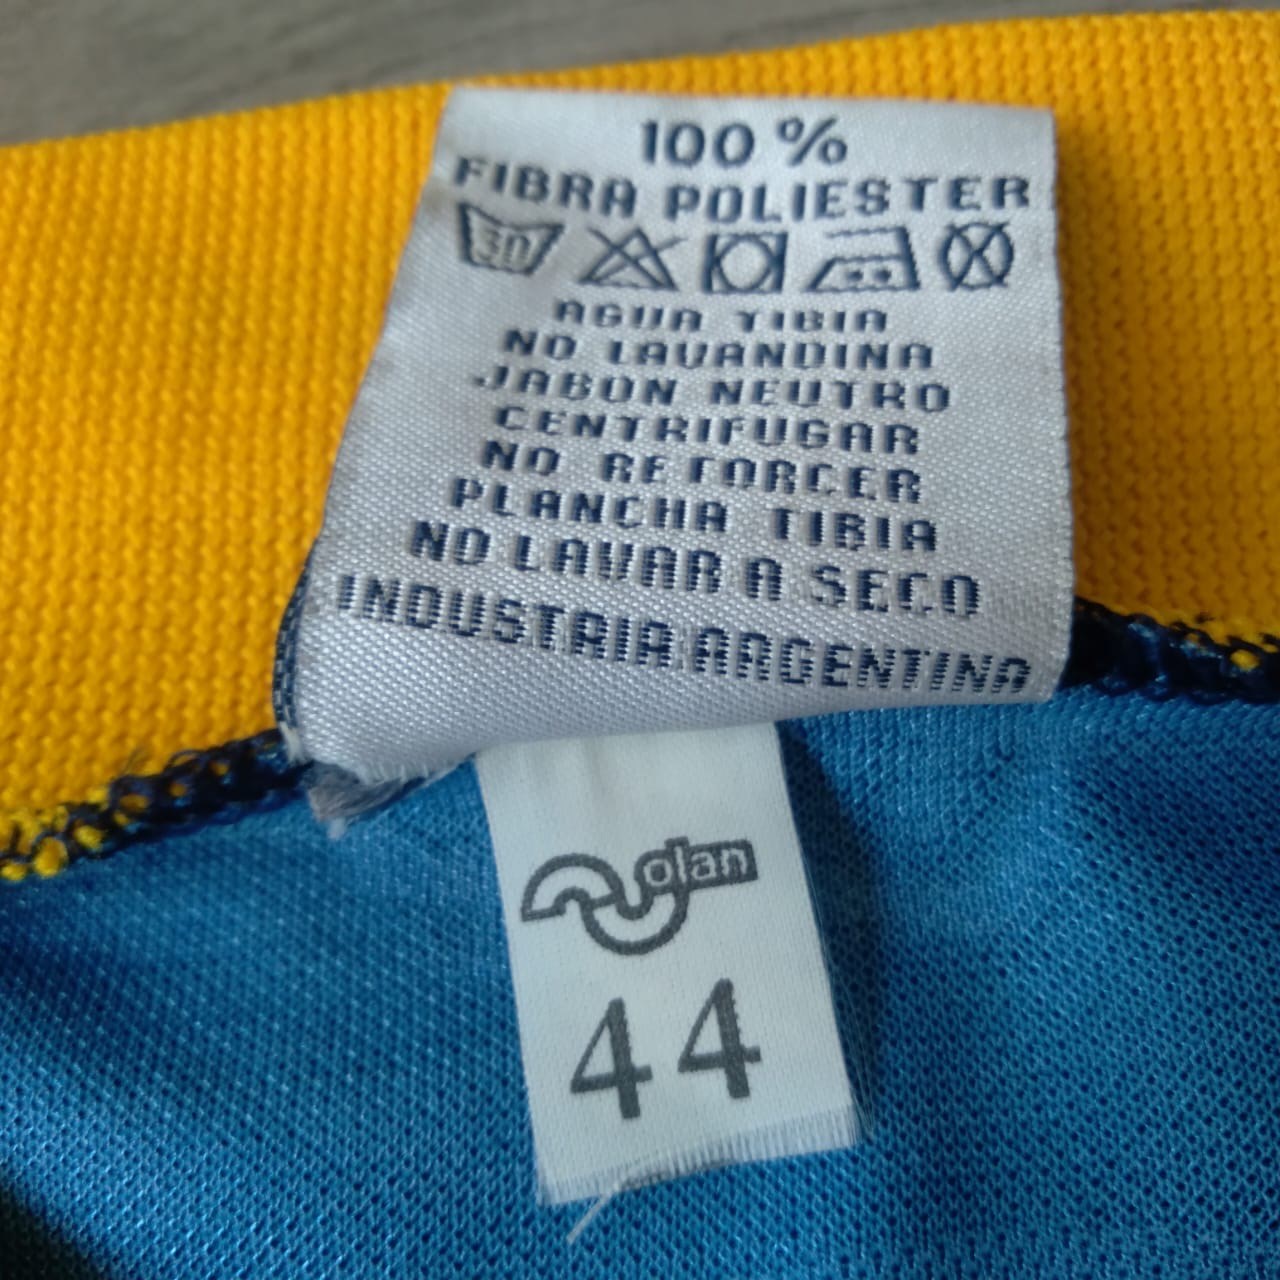 100 %
FIBRA POLIESTER
30
AGUA TIBIA
NO LAVANDINA
JABON NEUTRO
CENTRIFUGAR
NO RETORCER
PLANCHA TIBIA
NO LAVAR A SECO
INDUSTRIA ARGENTINA
olan
44